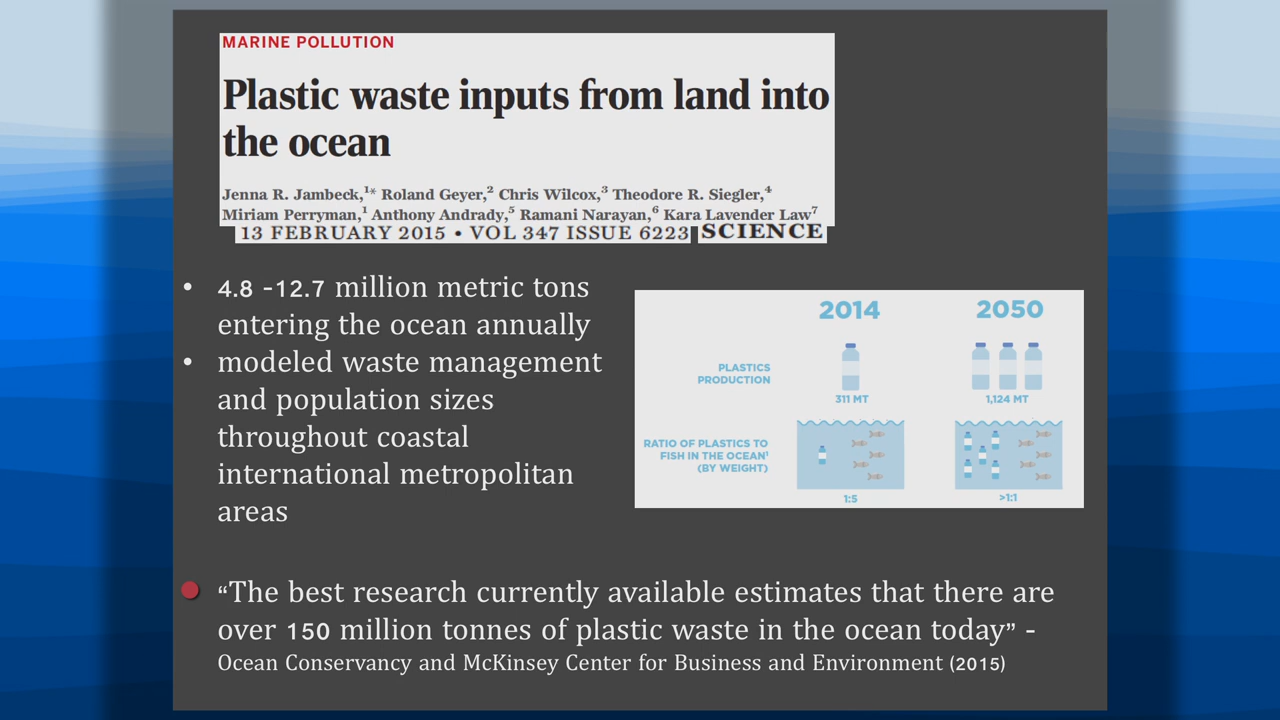 MARINE POLLUTION
Plastic waste inputs from land into
the ocean
Jenna R. Jambeck,¹* Roland Geyer,² Chris Wilcox,³ Theodore R. Siegler,⁴
Miriam Perryman,¹ Anthony Andrady,⁵ Ramani Narayan,⁶ Kara Lavender Law⁷
13 FEBRUARY 2015 • VOL 347 ISSUE 6223 SCIENCE
• 4.8 -12.7 million metric tons
entering the ocean annually
• modeled waste management
and population sizes
throughout coastal
international metropolitan
areas
2014 2050
PLASTICS
PRODUCTION
311 MT 1,124 MT
RATIO OF PLASTICS TO
FISH IN THE OCEAN¹
(BY WEIGHT)
1:5 >1:1
• “The best research currently available estimates that there are
over 150 million tonnes of plastic waste in the ocean today” -
Ocean Conservancy and McKinsey Center for Business and Environment (2015)